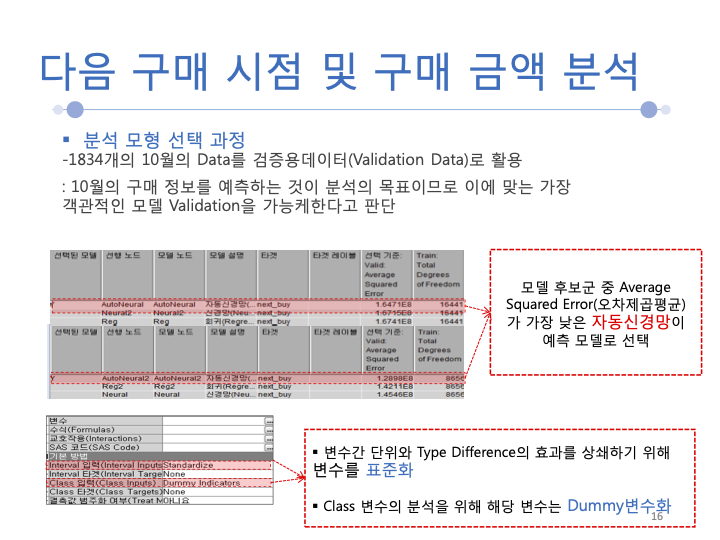 다음 구매 시점 및 구매 금액 분석
▪ 분석 모형 선택 과정
-1834개의 10월의 Data를 검증용데이터(Validation Data)로 활용
: 10월의 구매 정보를 예측하는 것이 분석의 목표이므로 이에 맞는 가장
객관적인 모델 Validation을 가능케한다고 판단
선택된 모델 선행 노드 모델 노드 모델 설명 타겟 타겟 레이블 선택 기준: Valid: Average Squared Error Train: Total Degrees of Freedom
Y AutoNeural AutoNeural 자동신경망(... next_buy 1.6471E8 16441
Neural2 Neural2 신경망(Neu... next_buy 1.6715E8 16441
Reg Reg 회귀(Regre... next_buy 1.6741E8 16441
선택된 모델 선행 노드 모델 노드 모델 설명 타겟 타겟 레이블 선택 기준: Valid: Average Squared Error Train: Total Degrees of Freedom
Y AutoNeural2 AutoNeural2 자동신경망(... next_buy 1.2898E8 8656
Reg2 Reg2 회귀(Regre... next_buy 1.4211E8 8656
Neural Neural 신경망(Neu... next_buy 1.4546E8 8656
모델 후보군 중 Average
Squared Error(오차제곱평균)
가 가장 낮은 자동신경망이
예측 모델로 선택
변수
수식(Formulas)
교호작용(Interactions)
SAS 코드(SAS Code)
기본 방법
Interval 입력(Interval Inputs Standardize
Interval 타겟(Interval Targe None
Class 입력(Class Inputs) Dummy Indicators
Class 타겟(Class Targets) None
결측값 범주화 여부(Treat M 아니요
▪ 변수간 단위와 Type Difference의 효과를 상쇄하기 위해
변수를 표준화
▪ Class 변수의 분석을 위해 해당 변수는 Dummy변수화
16